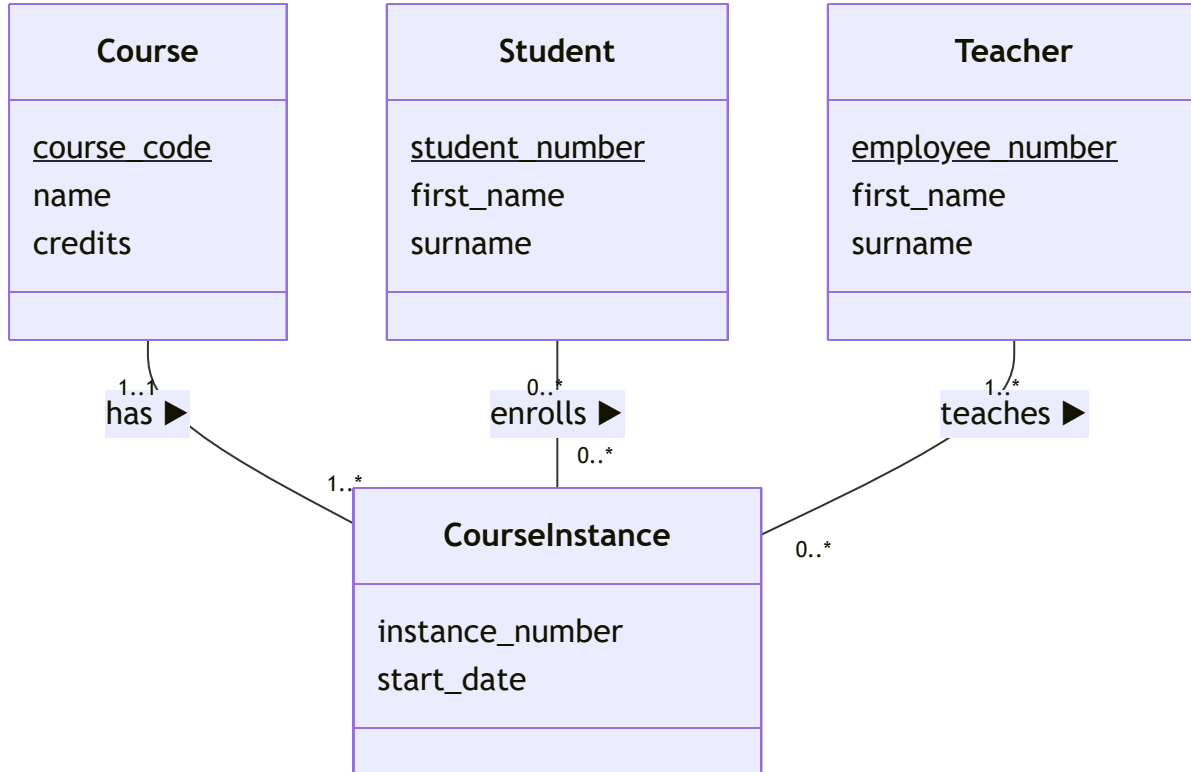 Course
course_code
name
credits
Student
student_number
first_name
surname
Teacher
employee_number
first_name
surname
1..1
has ▶
1..*
0..*
enrolls ▶
0..*
1..*
teaches ▶
0..*
CourseInstance
instance_number
start_date